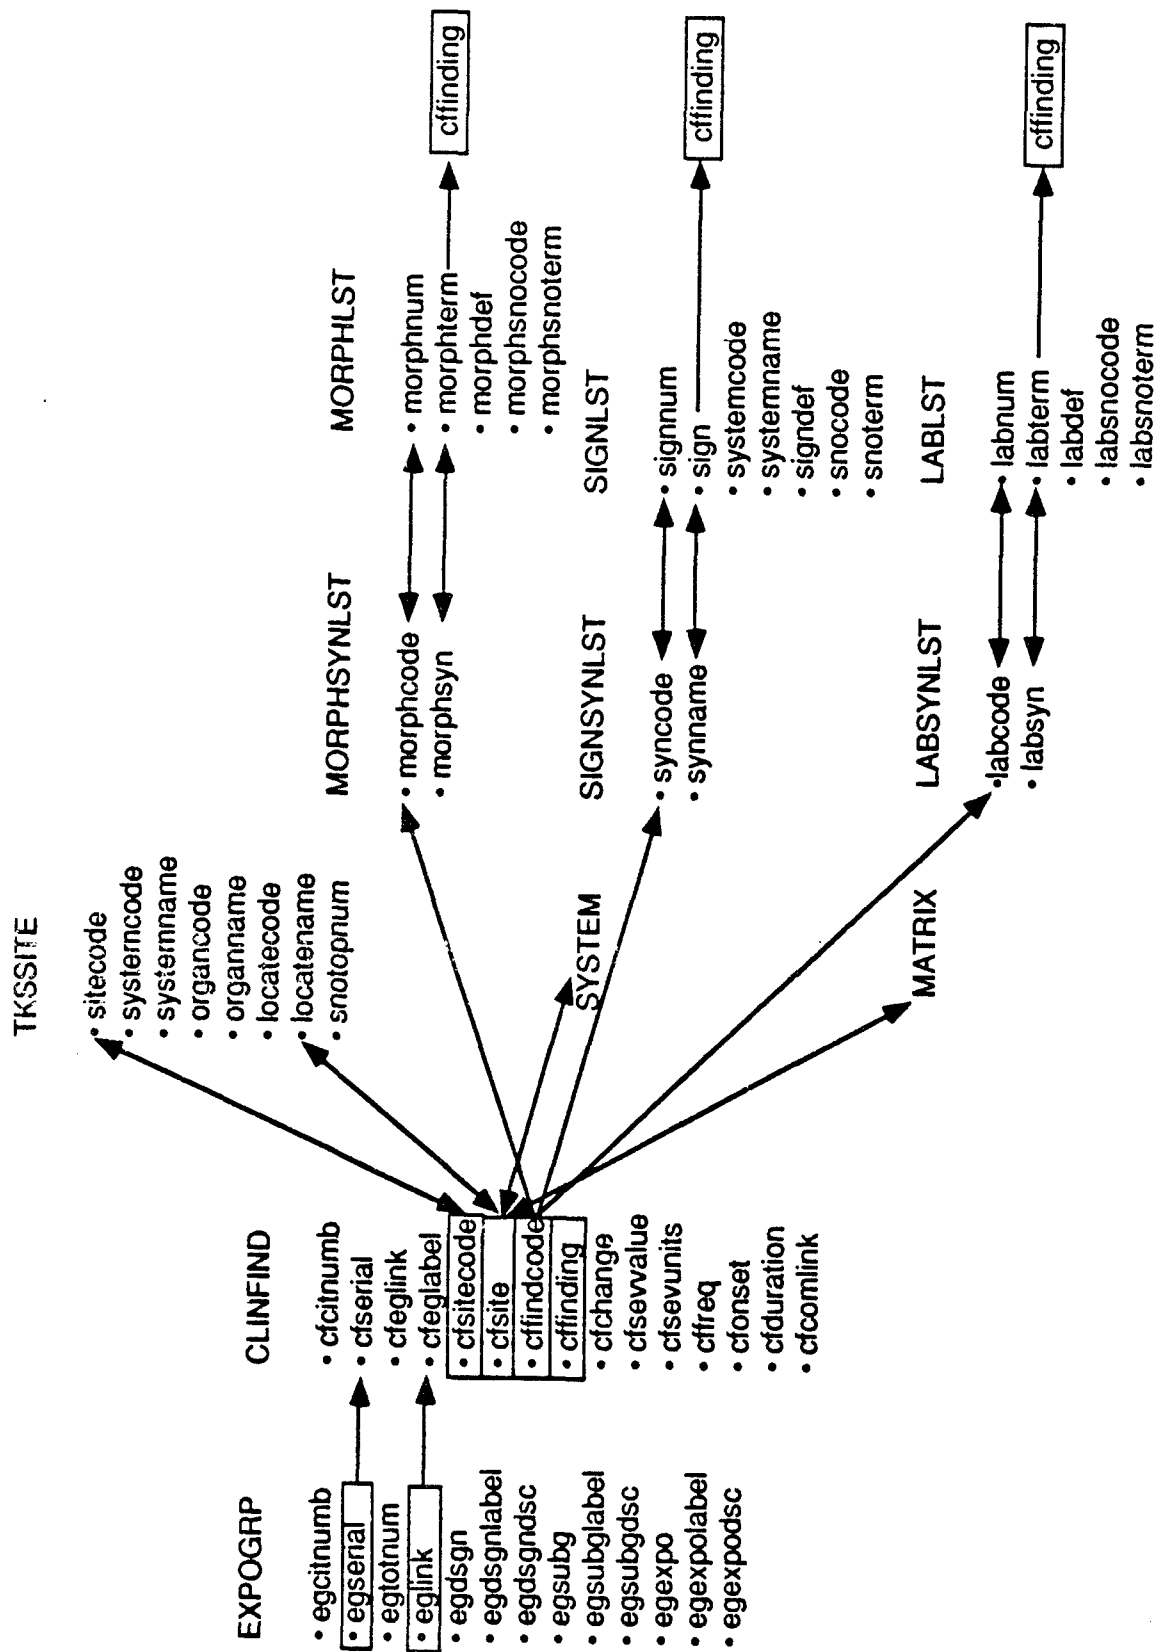 EXPOGRP
• egcitnumb
• egserial
• egtotnum
• eglink
• egdsgn
• egdsgnlabel
• egdsgndsc
• egsubg
• egsubglabel
• egsubgdsc
• egexpo
• egexpolabel
• egexpodsc
CLINFIND
• cfcitnumb
• cfserial
• cfeglink
• cfeglabel
• cfsitecode
• cfsite
• cffindcode
• cffinding
• cfchange
• cfsevvalue
• cfsevunits
• cffreq
• cfonset
• cfduration
• cfcomlink
TKSSITE
• sitecode
• systemcode
• systemname
• organcode
• organname
• locatecode
• locatename
• snotopnum
SYSTEM
MATRIX
MORPHSYNLST
• morphcode
• morphsyn
SIGNSYNLST
• syncode
• synname
LABSYNLST
• labcode
• labsyn
MORPHLST
• morphnum
• morphterm
• morphdef
• morphsnocode
• morphsnoterm
SIGNLST
• signnum
• sign
• systemcode
• systemname
• signdef
• snocode
• snoterm
LABLST
• labnum
• labterm
• labdef
• labsnocode
• labsnoterm
cffinding
cffinding
cffinding